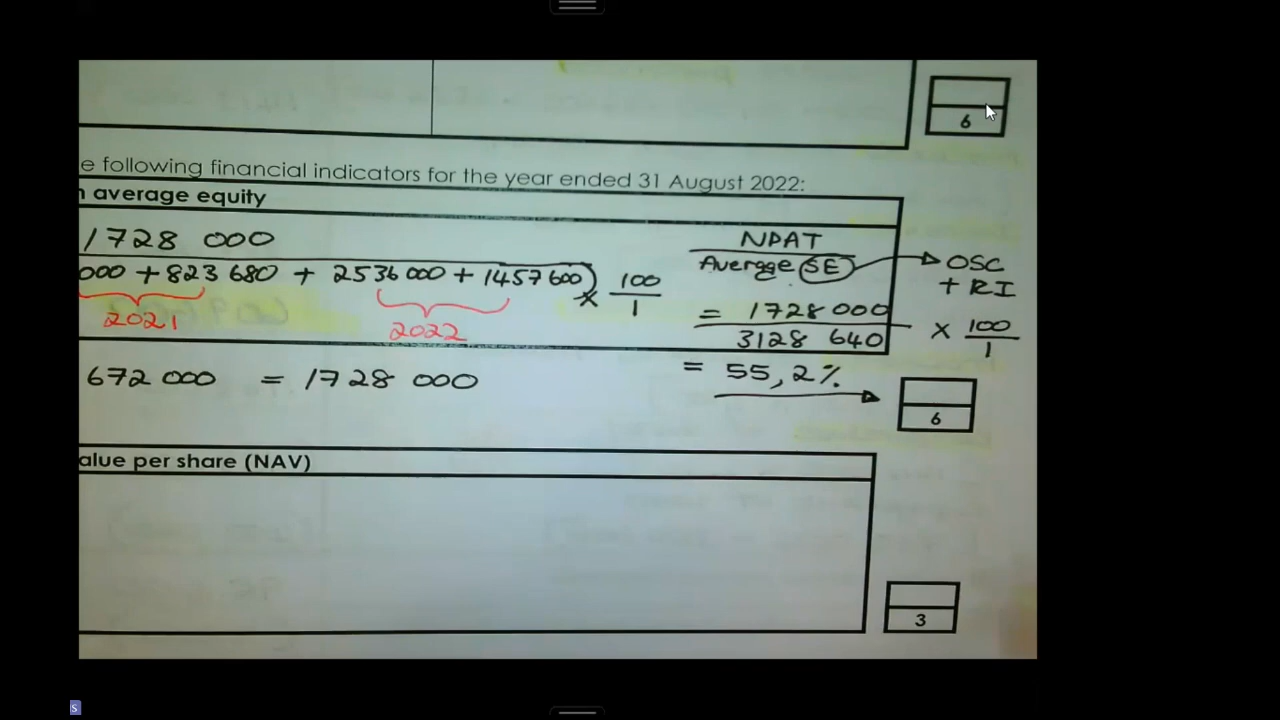 6
e following financial indicators for the year ended 31 August 2022:
average equity
1728 000
000 + 823 680 + 2536 000 + 1457 600) × 100/1
2021
2022
NPAT
Average SE → OSC
+ RI
= 1728 000
3128 640
× 100/1
= 55,2%
672 000 = 1728 000
6
alue per share (NAV)
3
s